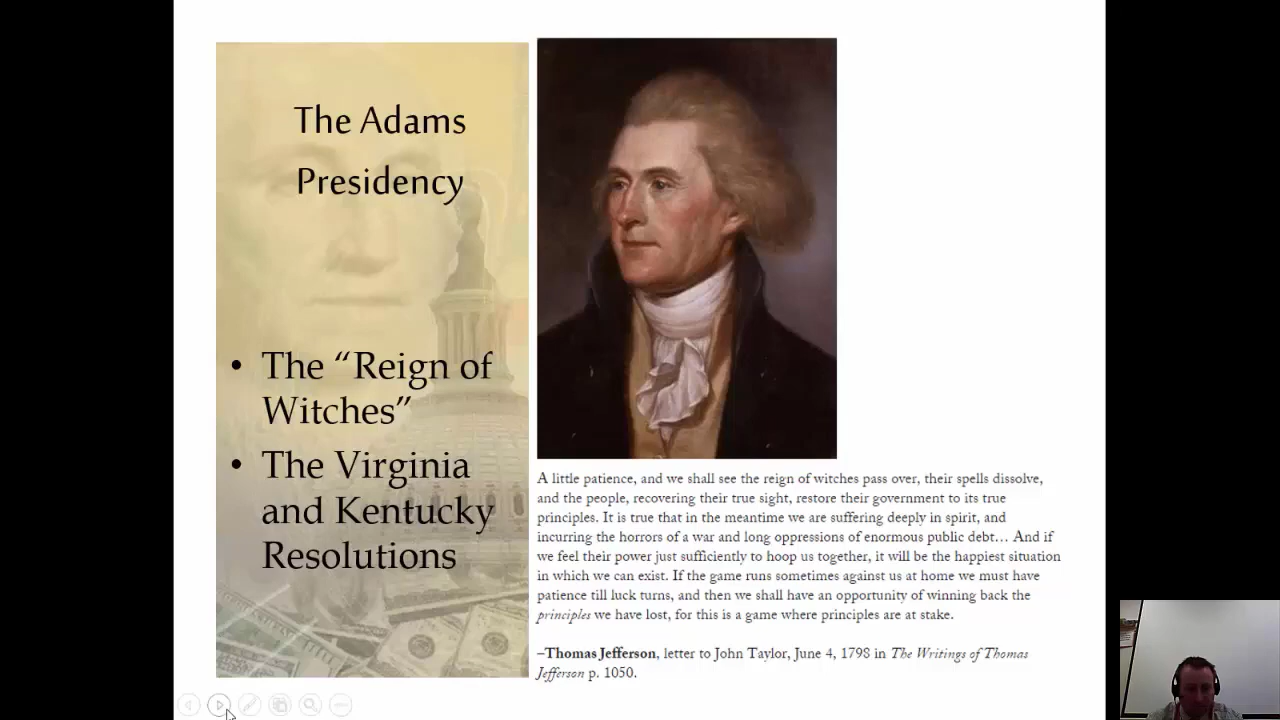 The Adams
Presidency
• The “Reign of
Witches”
• The Virginia
and Kentucky
Resolutions
A little patience, and we shall see the reign of witches pass over, their spells dissolve,
and the people, recovering their true sight, restore their government to its true
principles. It is true that in the meantime we are suffering deeply in spirit, and
incurring the horrors of a war and long oppressions of enormous public debt… And if
we feel their power just sufficiently to hoop us together, it will be the happiest situation
in which we can exist. If the game runs sometimes against us at home we must have
patience till luck turns, and then we shall have an opportunity of winning back the
principles we have lost, for this is a game where principles are at stake.
–Thomas Jefferson, letter to John Taylor, June 4, 1798 in The Writings of Thomas
Jefferson p. 1050.